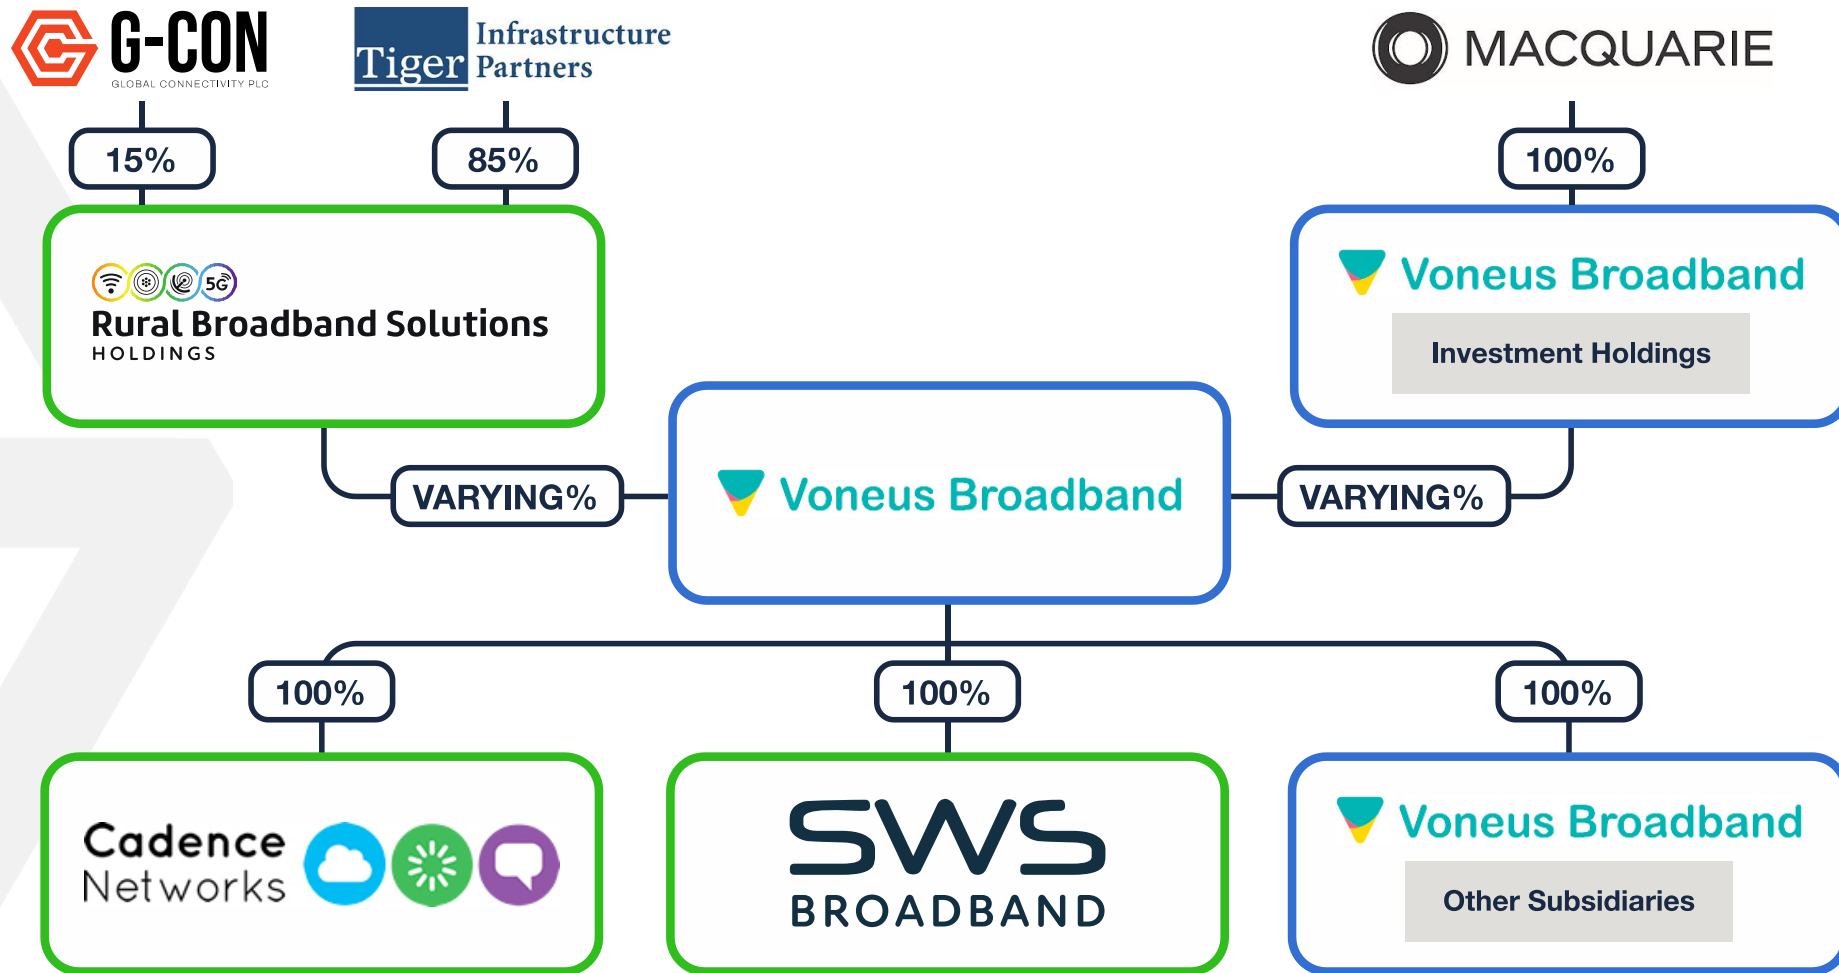 G-CON
GLOBAL CONNECTIVITY PLC
Tiger
Infrastructure
Partners
MACQUARIE
15%
85%
100%
5G
Rural Broadband Solutions
HOLDINGS
Voneus Broadband
Investment Holdings
VARYING%
Voneus Broadband
VARYING%
100%
100%
100%
Cadence
Networks
SWS
BROADBAND
Voneus Broadband
Other Subsidiaries